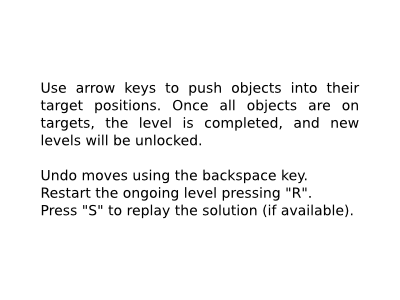 Use arrow keys to push objects into their
target positions. Once all objects are on
targets, the level is completed, and new
levels will be unlocked.
Undo moves using the backspace key.
Restart the ongoing level pressing "R".
Press "S" to replay the solution (if available).